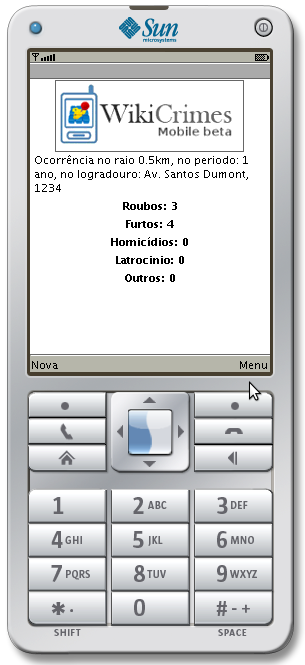 Sun
microsystems
WikiCrimes
Mobile beta
Ocorrência no raio 0.5km, no periodo: 1
ano, no logradouro: Av. Santos Dumont,
1234
Roubos: 3
Furtos: 4
Homicídios: 0
Latrocinio: 0
Outros: 0
Nova Menu
1 2 ABC 3 DEF
4 GHI 5 JKL 6 MNO
7 PQRS 8 TUV 9 WXYZ
* . 0 # - +
SHIFT SPACE